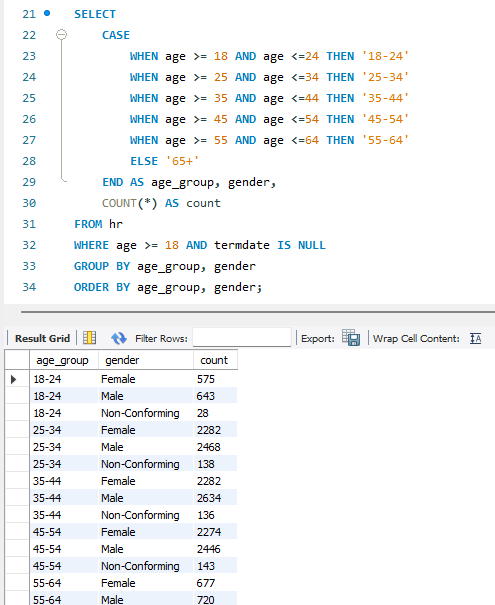 21 SELECT
22 CASE
23 WHEN age >= 18 AND age <=24 THEN '18-24'
24 WHEN age >= 25 AND age <=34 THEN '25-34'
25 WHEN age >= 35 AND age <=44 THEN '35-44'
26 WHEN age >= 45 AND age <=54 THEN '45-54'
27 WHEN age >= 55 AND age <=64 THEN '55-64'
28 ELSE '65+'
29 END AS age_group, gender,
30 COUNT(*) AS count
31 FROM hr
32 WHERE age >= 18 AND termdate IS NULL
33 GROUP BY age_group, gender
34 ORDER BY age_group, gender;
Result Grid Filter Rows: Export: Wrap Cell Content: IA
age_group gender count
18-24 Female 575
18-24 Male 643
18-24 Non-Conforming 28
25-34 Female 2282
25-34 Male 2468
25-34 Non-Conforming 138
35-44 Female 2282
35-44 Male 2634
35-44 Non-Conforming 136
45-54 Female 2274
45-54 Male 2446
45-54 Non-Conforming 143
55-64 Female 677
55-64 Male 720